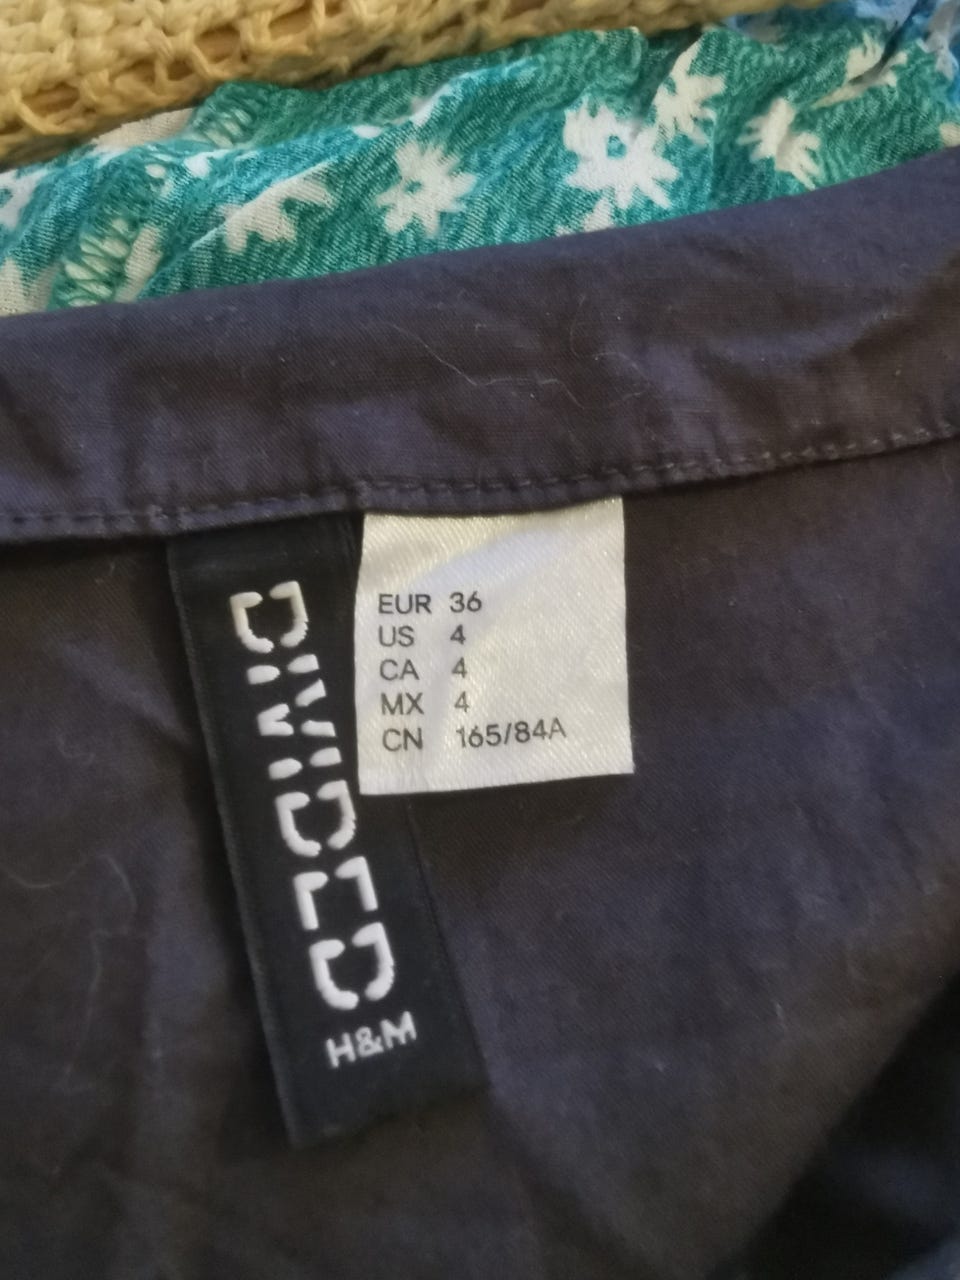 DIVIDED
H&M
EUR 36
US 4
CA 4
MX 4
CN 165/84A